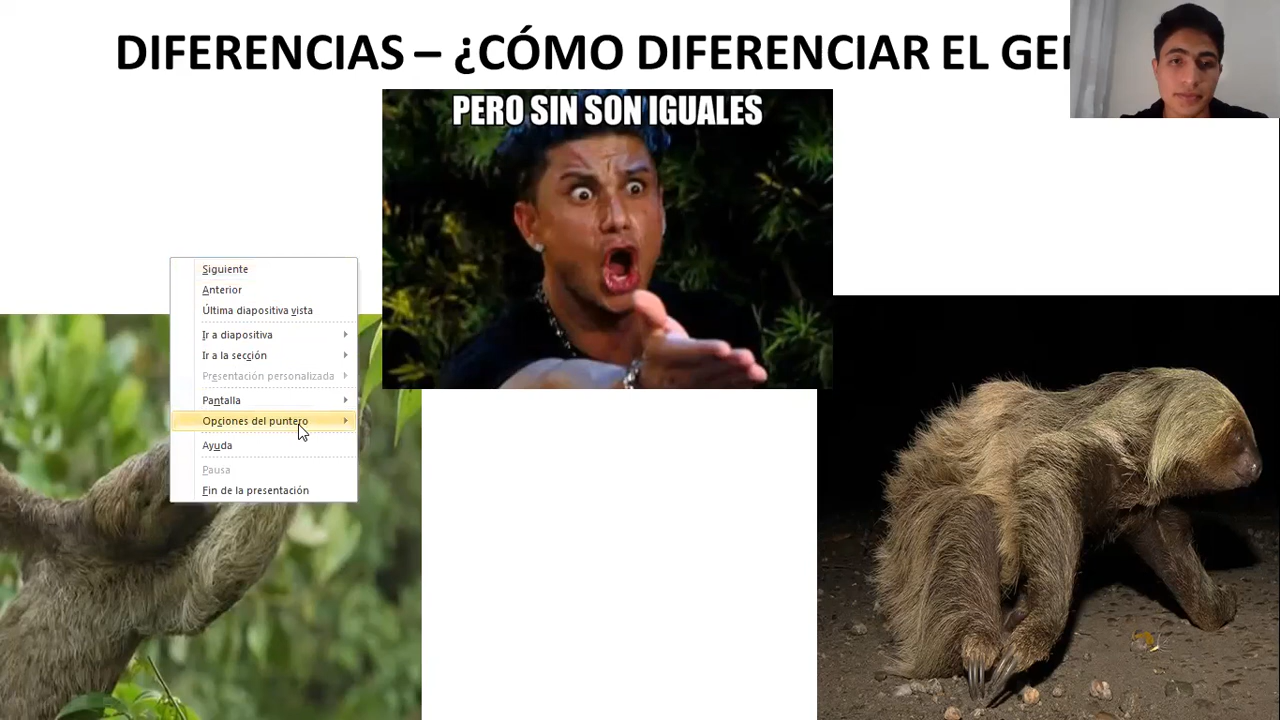 DIFERENCIAS – ¿CÓMO DIFERENCIAR EL
PERO SIN SON IGUALES
Siguiente
Anterior
Última diapositiva vista
Ir a diapositiva
Ir a la sección
Presentación personalizada
Pantalla
Opciones del puntero
Ayuda
Pausa
Fin de la presentación